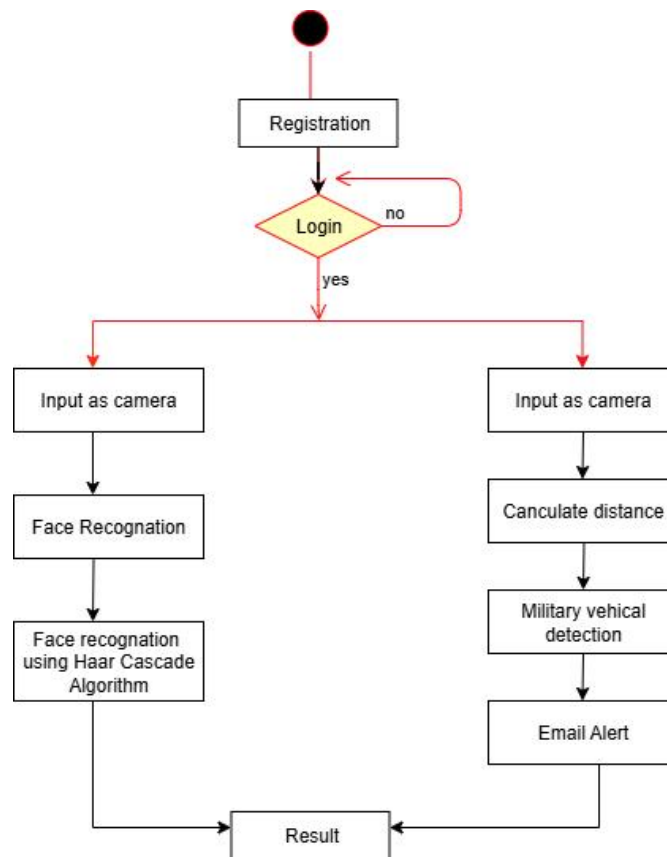 Registration
Login
no
yes
Input as camera
Face Recognation
Face recognation
using Haar Cascade
Algorithm
Input as camera
Canculate distance
Military vehical
detection
Email Alert
Result